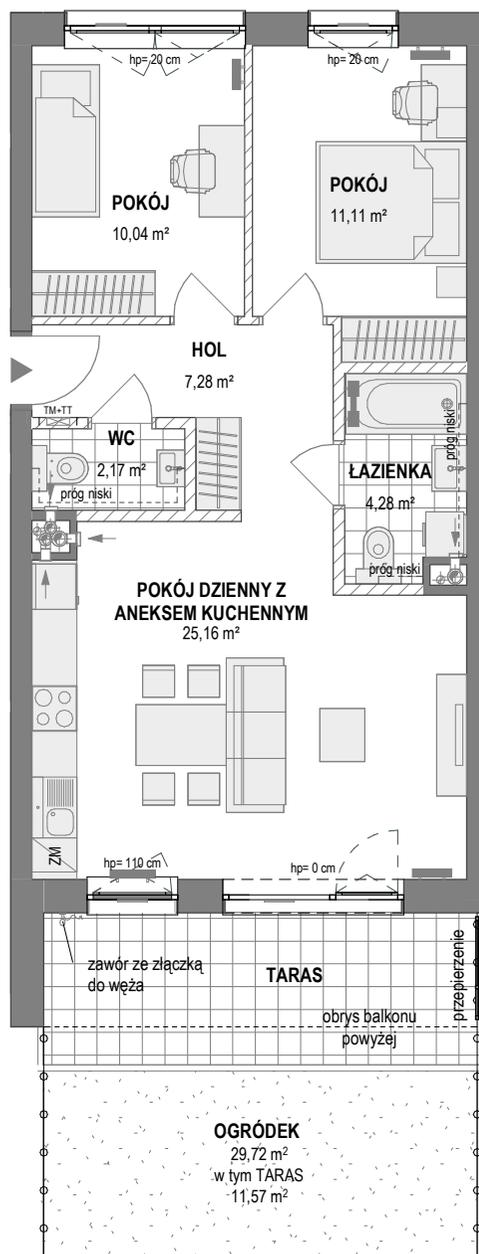 hp= 20 cm
hp= 20 cm
POKÓJ
10,04 m²
POKÓJ
11,11 m²
HOL
7,28 m²
TM+TT
WC
2,17 m²
próg niski
próg niski
ŁAZIENKA
4,28 m²
próg niski
POKÓJ DZIENNY Z
ANEKSEM KUCHENNYM
25,16 m²
ZM
hp= 110 cm
hp= 0 cm
zawór ze złączką
do węża
TARAS
przepierzenie
obrys balkonu
powyżej
OGRÓDEK
29,72 m²
w tym TARAS
11,57 m²